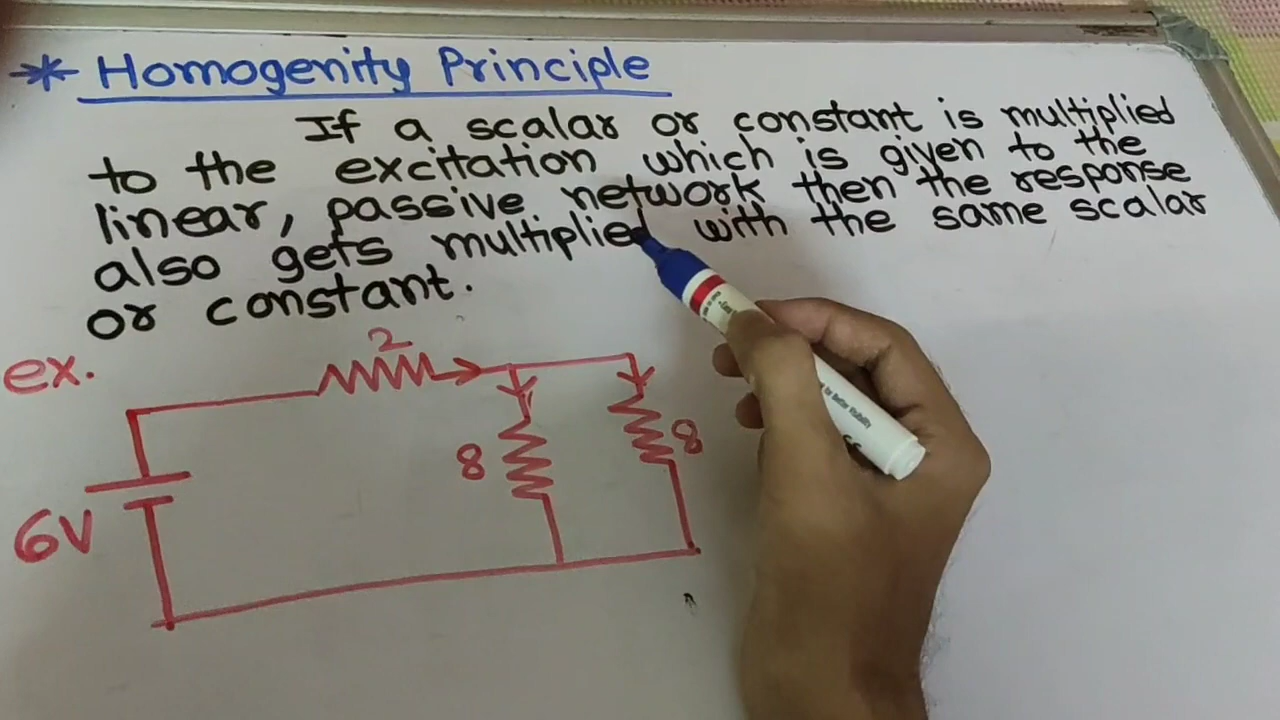 * Homogenity Principle
If a scalar or constant is multiplied
to the excitation which is given to the
linear, passive network then the response
also gets multiplied with the same scalar
or constant.
ex.
2
8
8
6V